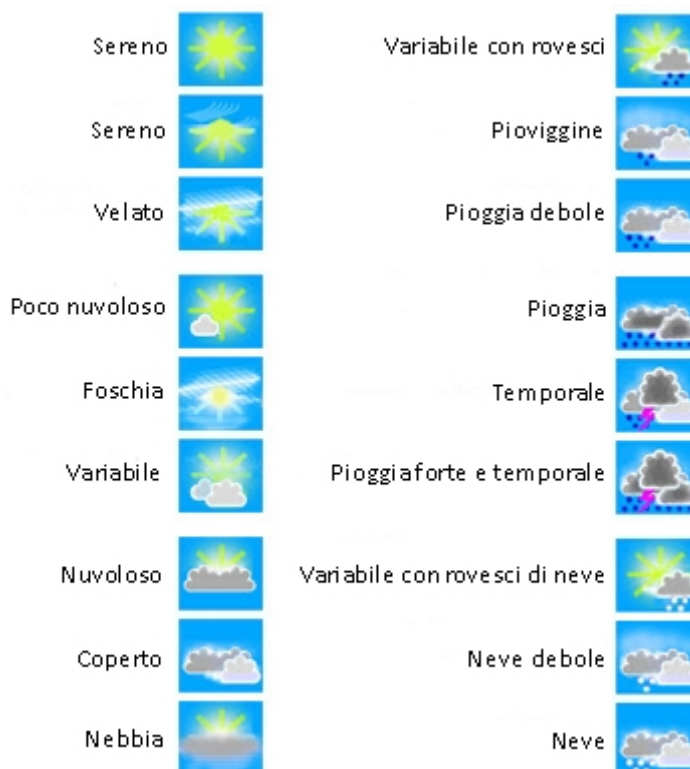 Sereno
Sereno
Velato
Poco nuvoloso
Foschia
Variabile
Nuvoloso
Coperto
Nebbia
Variabile con rovesci
Pioviggine
Pioggia debole
Pioggia
Temporale
Pioggia forte e temporale
Variabile con rovesci di neve
Neve debole
Neve